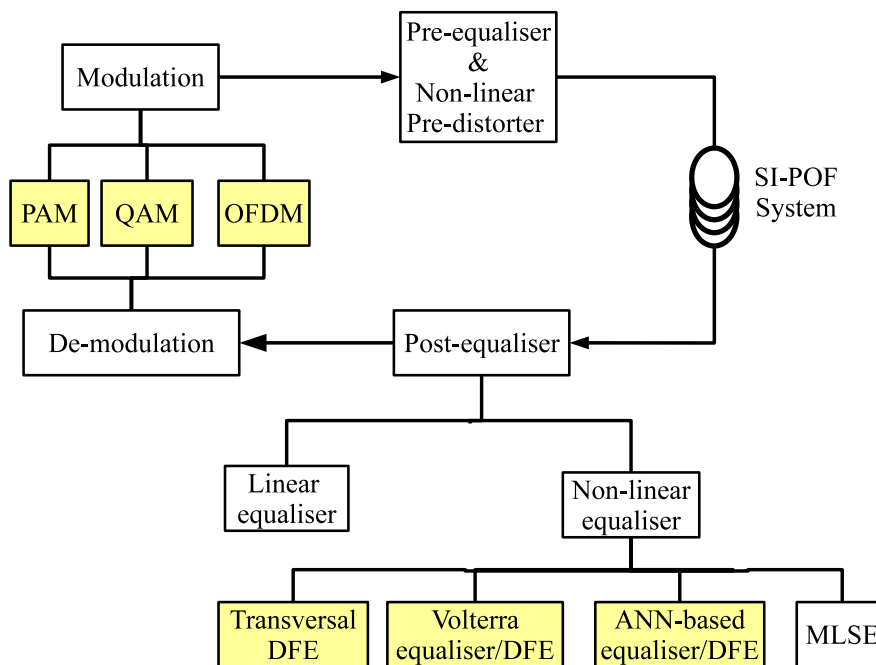 Modulation
Pre-equaliser
&
Non-linear
Pre-distorter
SI-POF
System
PAM
QAM
OFDM
De-modulation
Post-equaliser
Linear
equaliser
Non-linear
equaliser
Transversal
DFE
Volterra
equaliser/DFE
ANN-based
equaliser/DFE
MLSE